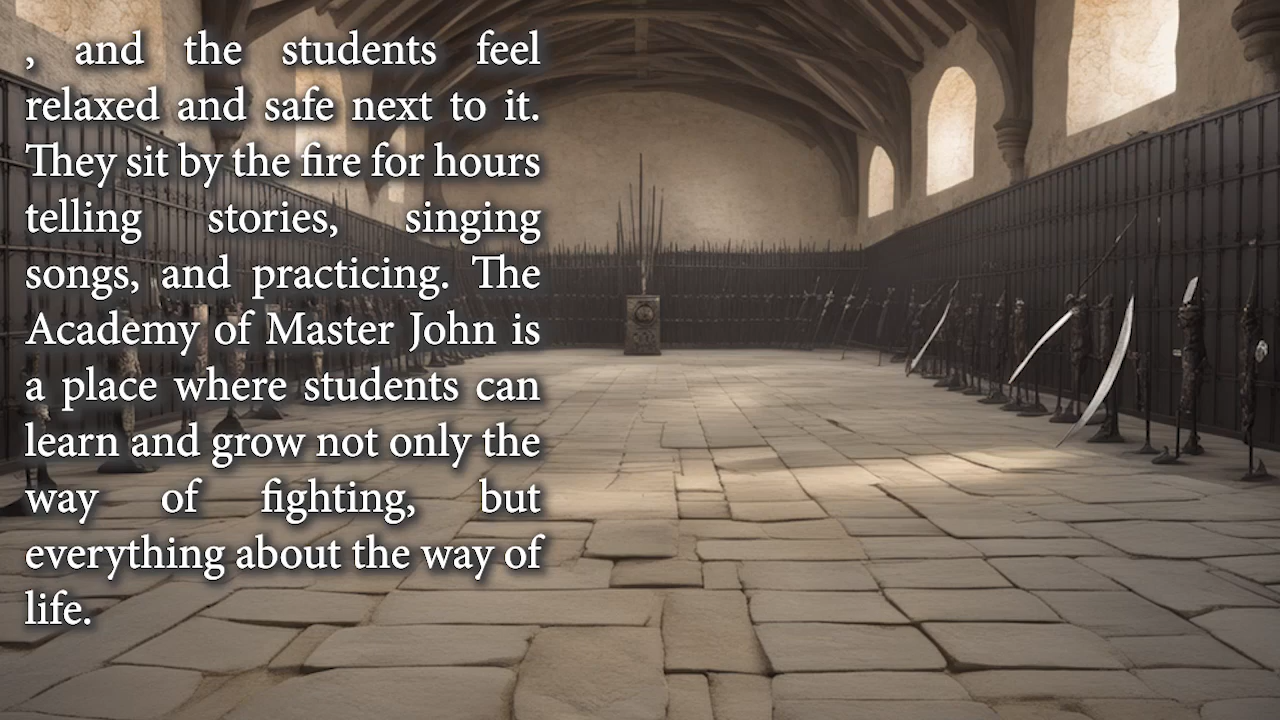 , and the students feel
relaxed and safe next to it.
They sit by the fire for hours
telling stories, singing
songs, and practicing. The
Academy of Master John is
a place where students can
learn and grow not only the
way of fighting, but
everything about the way of
life.